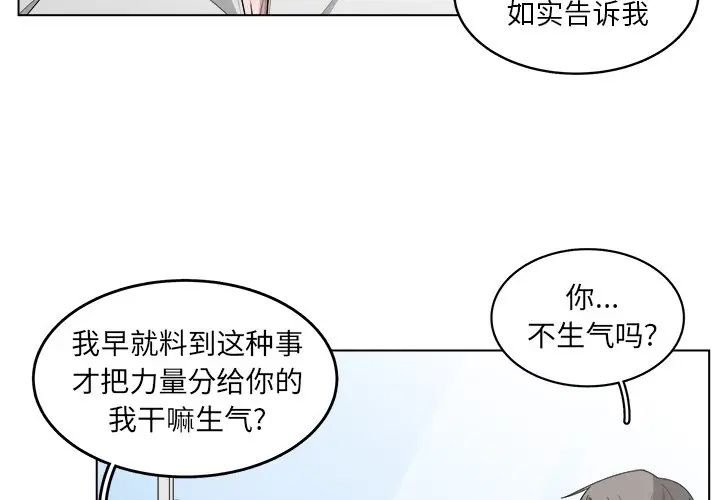 如实告诉我
你...
不生气吗?
我早就料到这种事
才把力量分给你的
我干嘛生气?